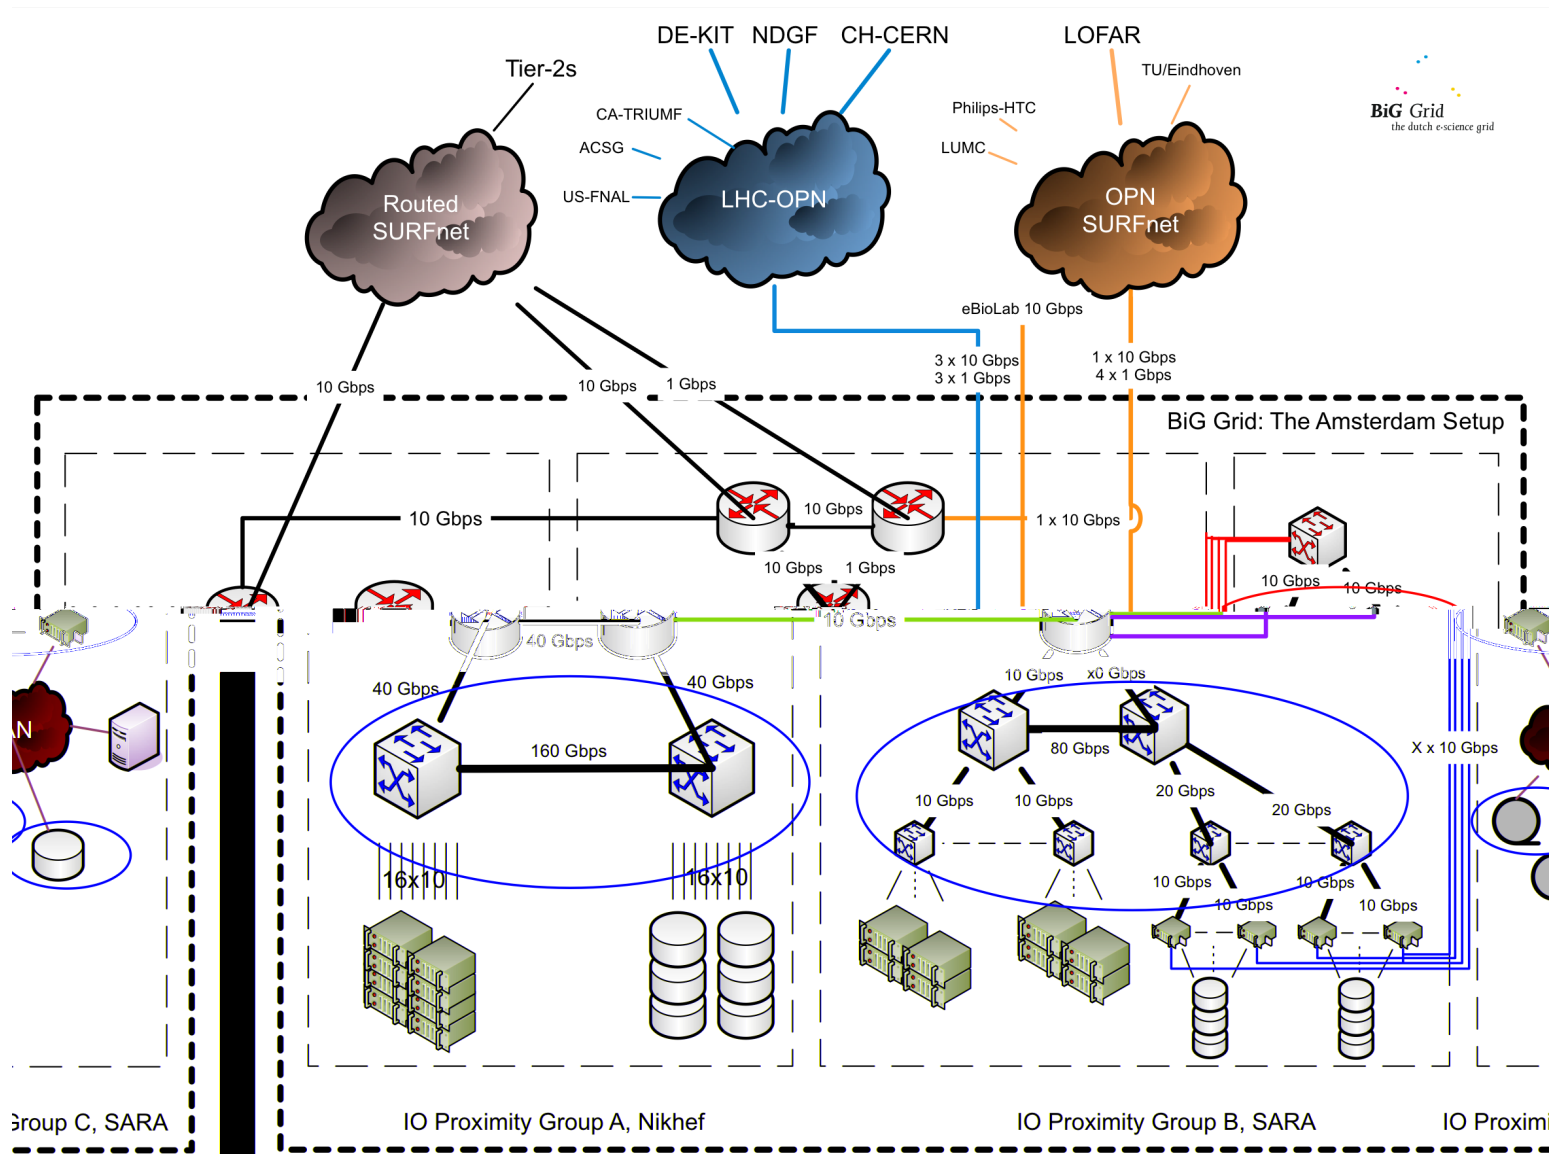 DE-KIT NDGF CH-CERN
LOFAR
Tier-2s
TU/Eindhoven
CA-TRIUMF
Philips-HTC
ACSG
LUMC
US-FNAL
BiG Grid
the dutch e-science grid
Routed
SURFnet
LHC-OPN
OPN
SURFnet
eBioLab 10 Gbps
3 x 10 Gbps
3 x 1 Gbps
1 x 10 Gbps
4 x 1 Gbps
10 Gbps
10 Gbps
1 Gbps
BiG Grid: The Amsterdam Setup
10 Gbps
10 Gbps
1 x 10 Gbps
10 Gbps
1 Gbps
10 Gbps
10 Gbps
40 Gbps
10 Gbps
40 Gbps
40 Gbps
10 Gbps
x0 Gbps
AN
160 Gbps
80 Gbps
X x 10 Gbps
10 Gbps
10 Gbps
20 Gbps
20 Gbps
16x10
16x10
10 Gbps
10 Gbps
10 Gbps
10 Gbps
Group C, SARA
IO Proximity Group A, Nikhef
IO Proximity Group B, SARA
IO Proximi